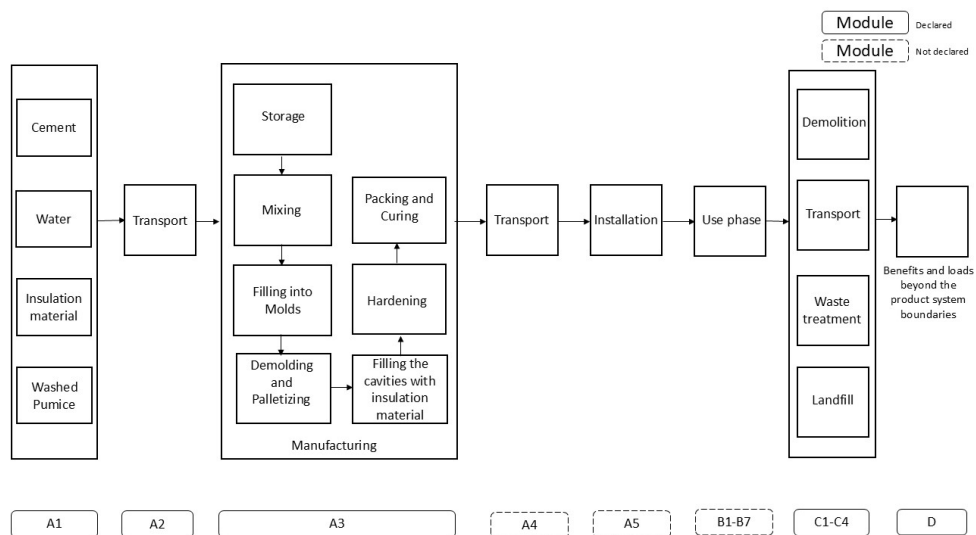 Module
Declared
Module
Not declared
Cement
Water
Insulation
material
Washed
Pumice
Transport
Storage
Mixing
Filling into
Molds
Demolding
and
Palletizing
Filling the
cavities with
insulation
material
Hardening
Packing and
Curing
Manufacturing
Transport
Installation
Use phase
Demolition
Transport
Waste
treatment
Landfill
Benefits and loads
beyond the
product system
boundaries
A1
A2
A3
A4
A5
B1-B7
C1-C4
D